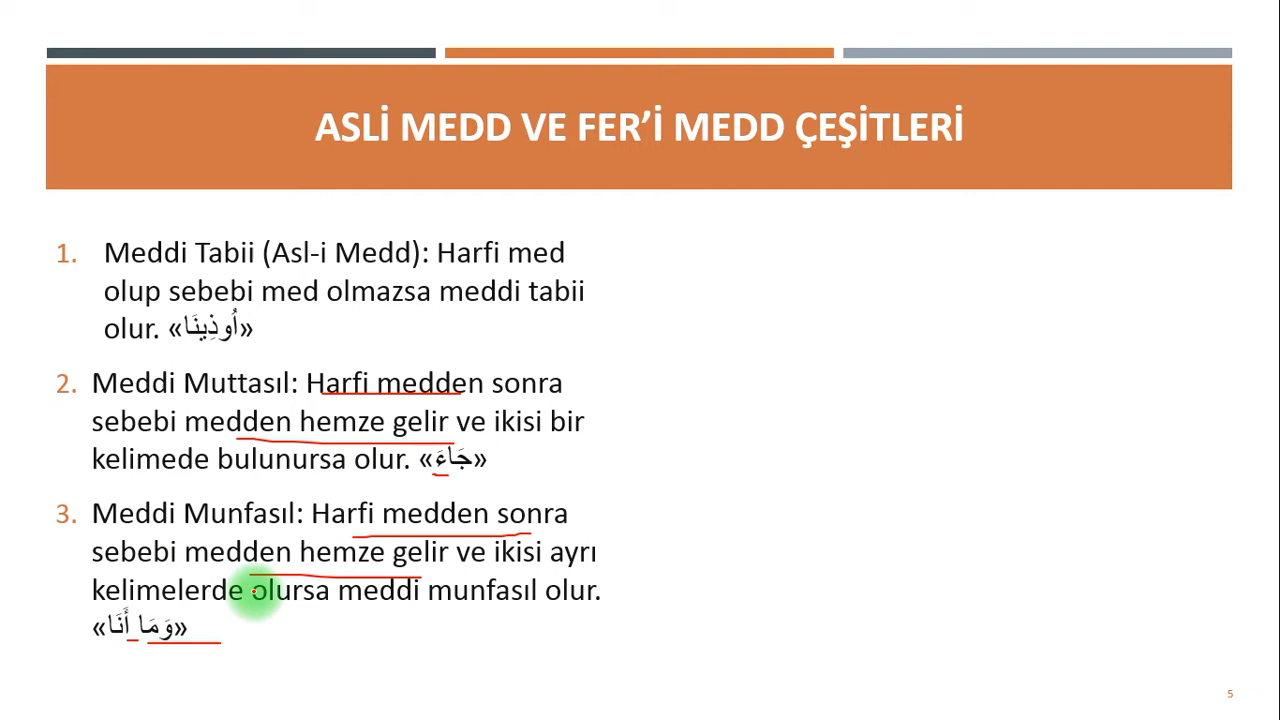 ASLİ MEDD VE FER’İ MEDD ÇEŞİTLERİ
1. Meddi Tabii (Asl-i Medd): Harfi med
olup sebebi med olmazsa meddi tabii
olur. «اُوذِينَا»
2. Meddi Muttasıl: Harfi medden sonra
sebebi medden hemze gelir ve ikisi bir
kelimede bulunursa olur. «جَاءَ»
3. Meddi Munfasıl: Harfi medden sonra
sebebi medden hemze gelir ve ikisi ayrı
kelimelerde olursa meddi munfasıl olur.
«وَمَا أَنَا»
5